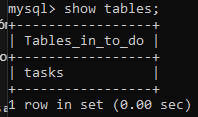 mysql> show tables;
+-----------------+
| Tables_in_to_do |
+-----------------+
| tasks           |
+-----------------+
1 row in set (0.00 sec)